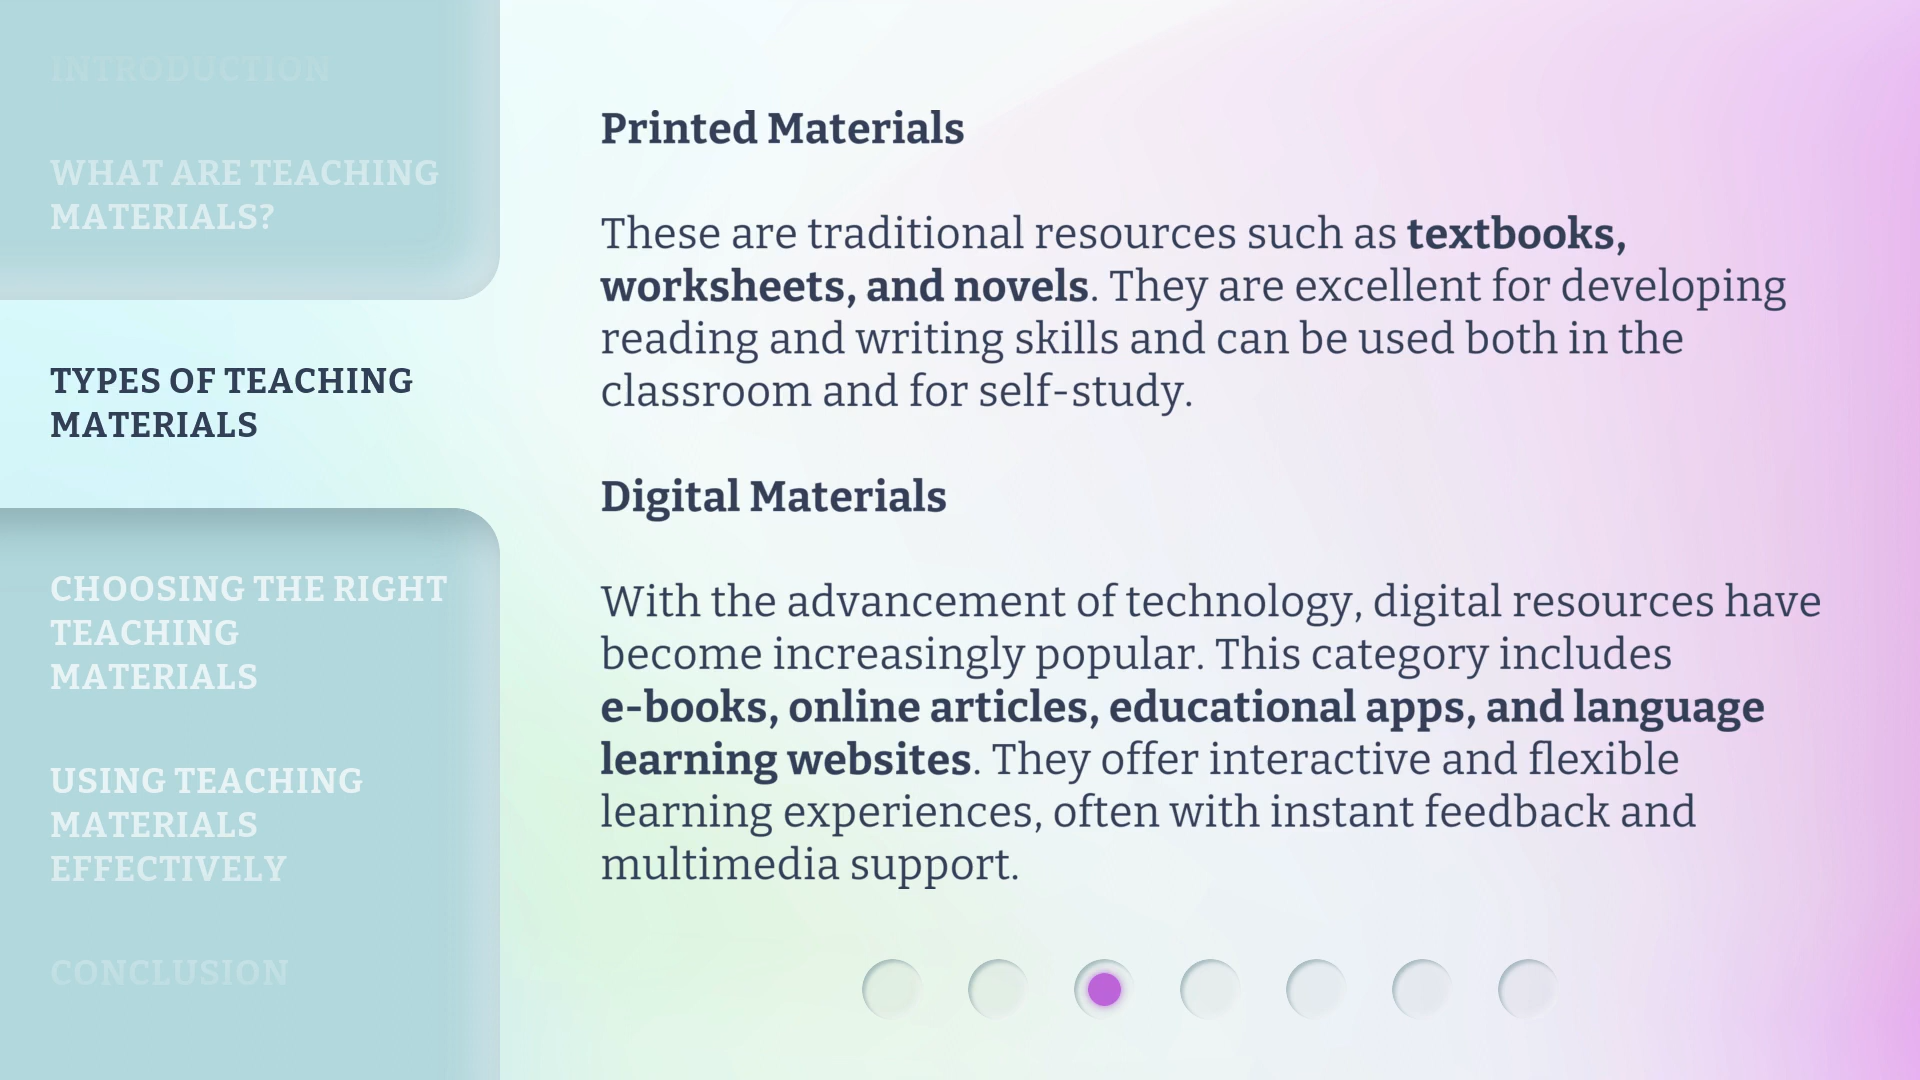 INTRODUCTION
WHAT ARE TEACHING
MATERIALS?
TYPES OF TEACHING
MATERIALS
CHOOSING THE RIGHT
TEACHING
MATERIALS
USING TEACHING
MATERIALS
EFFECTIVELY
CONCLUSION
Printed Materials
These are traditional resources such as textbooks,
worksheets, and novels. They are excellent for developing
reading and writing skills and can be used both in the
classroom and for self-study.
Digital Materials
With the advancement of technology, digital resources have
become increasingly popular. This category includes
e-books, online articles, educational apps, and language
learning websites. They offer interactive and flexible
learning experiences, often with instant feedback and
multimedia support.